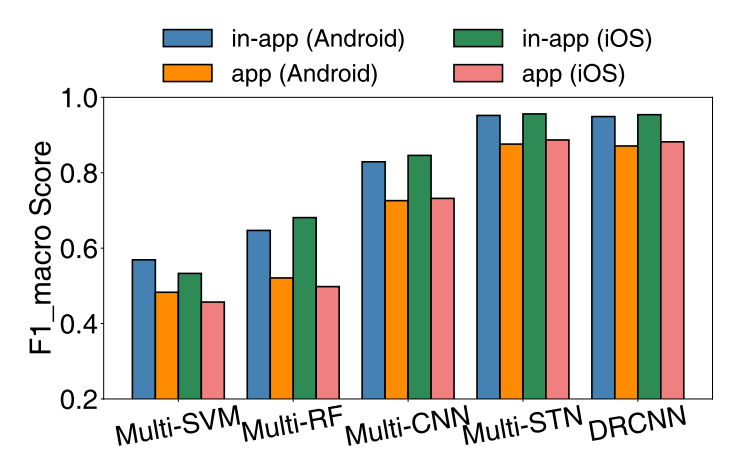 in-app (Android)
in-app (iOS)
app (Android)
app (iOS)
F1_macro Score
1.0
0.8
0.6
0.4
0.2
Multi-SVM
Multi-RF
Multi-CNN
Multi-STN
DRCNN